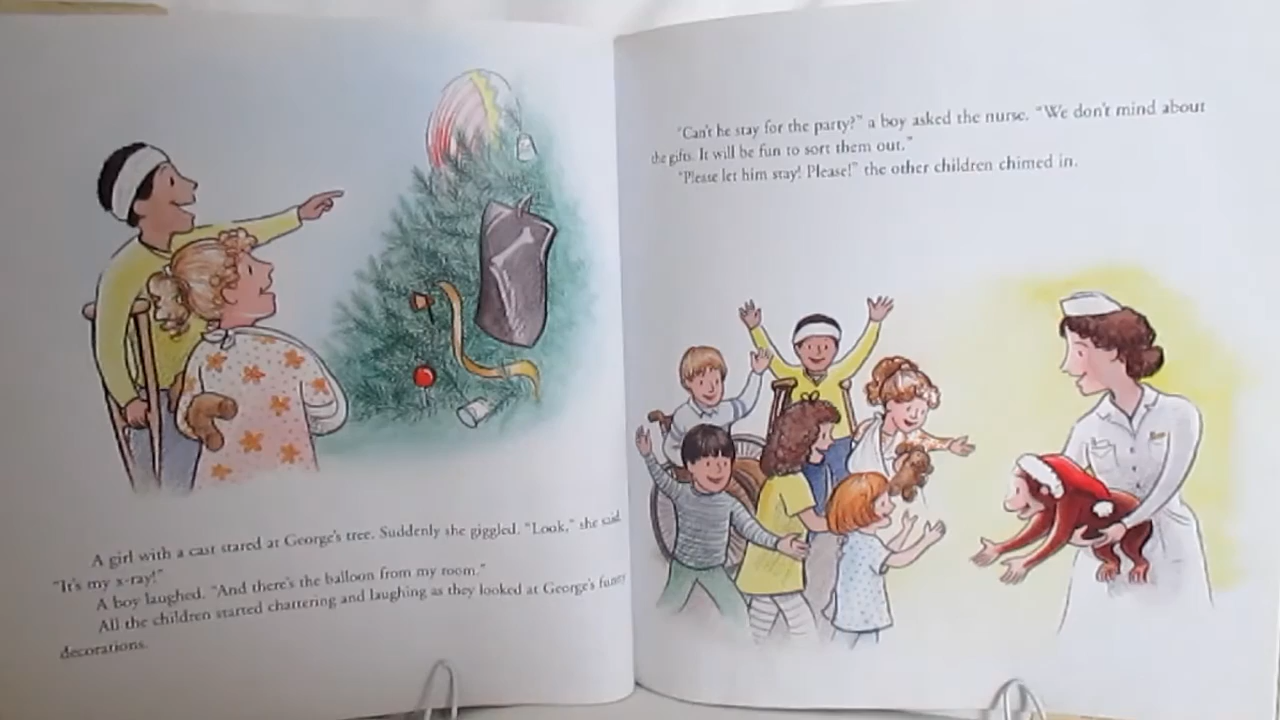 A girl with a cast stared at George's tree. Suddenly she giggled. "Look," she said.
"It's my x-ray!"
A boy laughed. "And there's the balloon from my room."
All the children started chattering and laughing as they looked at George's funny
decorations.
"Can't he stay for the party?" a boy asked the nurse. "We don't mind about
the gifts. It will be fun to sort them out."
"Please let him stay! Please!" the other children chimed in.